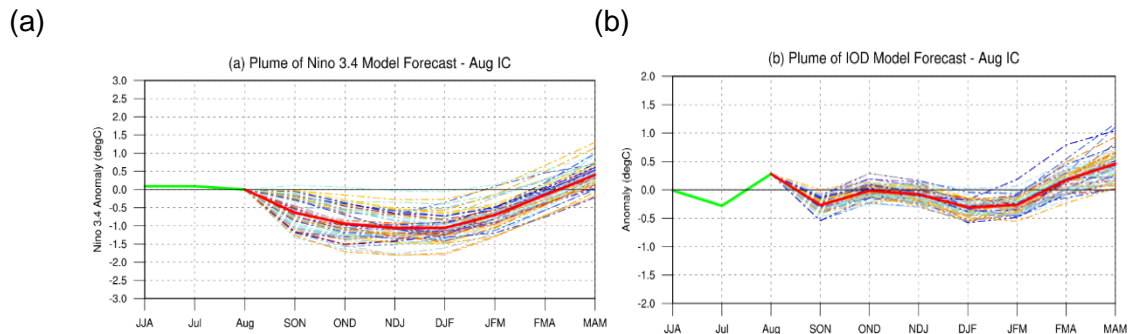 (a)
(b)
(a) Plume of Nino 3.4 Model Forecast - Aug IC
Nino 3.4 Anomaly (degC)
3.0
2.5
2.0
1.5
1.0
0.5
0.0
-0.5
-1.0
-1.5
-2.0
-2.5
-3.0
JJA Jul Aug SON OND NDJ DJF JFM FMA MAM
(b) Plume of IOD Model Forecast - Aug IC
Anomaly (degC)
2.0
1.5
1.0
0.5
0.0
-0.5
-1.0
-1.5
-2.0
JJA Jul Aug SON OND NDJ DJF JFM FMA MAM